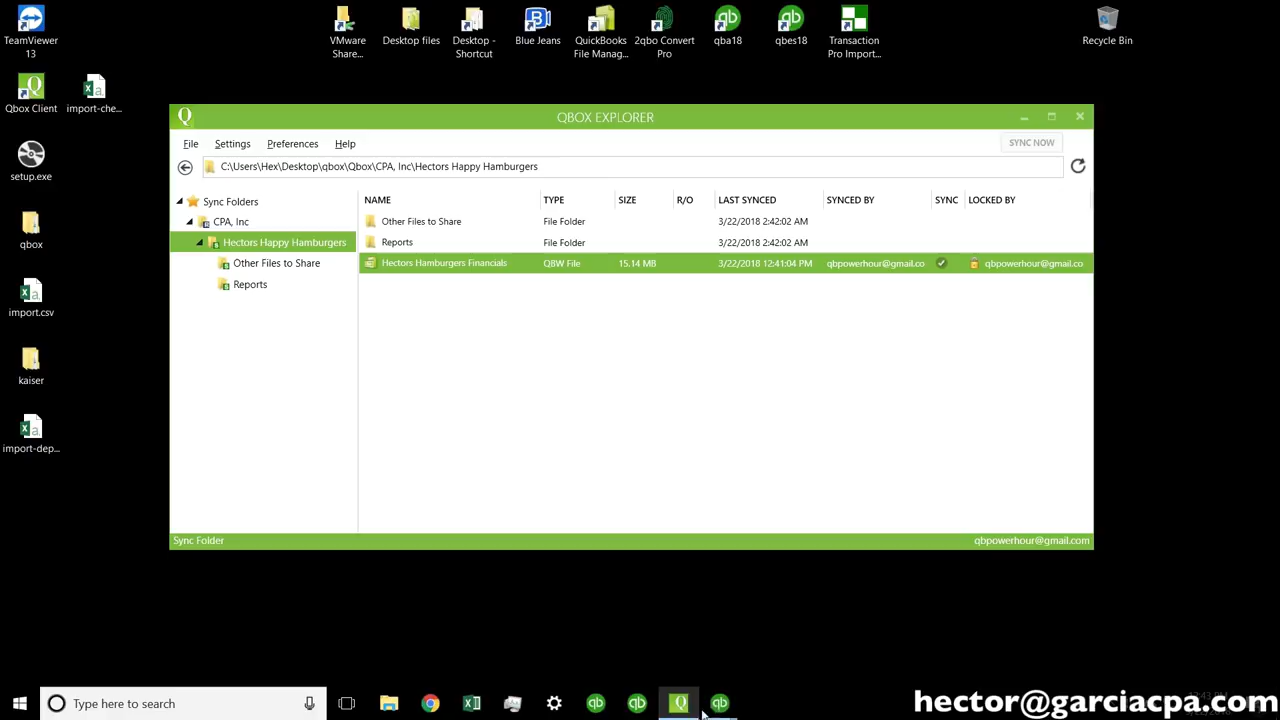 TeamViewer
13
VMware
Share...
Desktop files
Desktop -
Shortcut
Blue Jeans
QuickBooks
File Manag...
2qbo Convert
Pro
qba18
qbes18
Transaction
Pro Import...
Recycle Bin
Qbox Client
import-che...
setup.exe
qbox
import.csv
kaiser
import-dep...
QBOX EXPLORER
File Settings Preferences Help
SYNC NOW
C:\Users\Hex\Desktop\qbox\Qbox\CPA, Inc\Hectors Happy Hamburgers
Sync Folders
CPA, Inc
Hectors Happy Hamburgers
Other Files to Share
Reports
NAME TYPE SIZE R/O LAST SYNCED SYNCED BY SYNC LOCKED BY
Other Files to Share File Folder 3/22/2018 2:42:02 AM
Reports File Folder 3/22/2018 2:42:02 AM
Hectors Hamburgers Financials QBW File 15.14 MB 3/22/2018 12:41:04 PM qbpowerhour@gmail.co qbpowerhour@gmail.co
Sync Folder qbpowerhour@gmail.com
Type here to search
hector@garciacpa.com